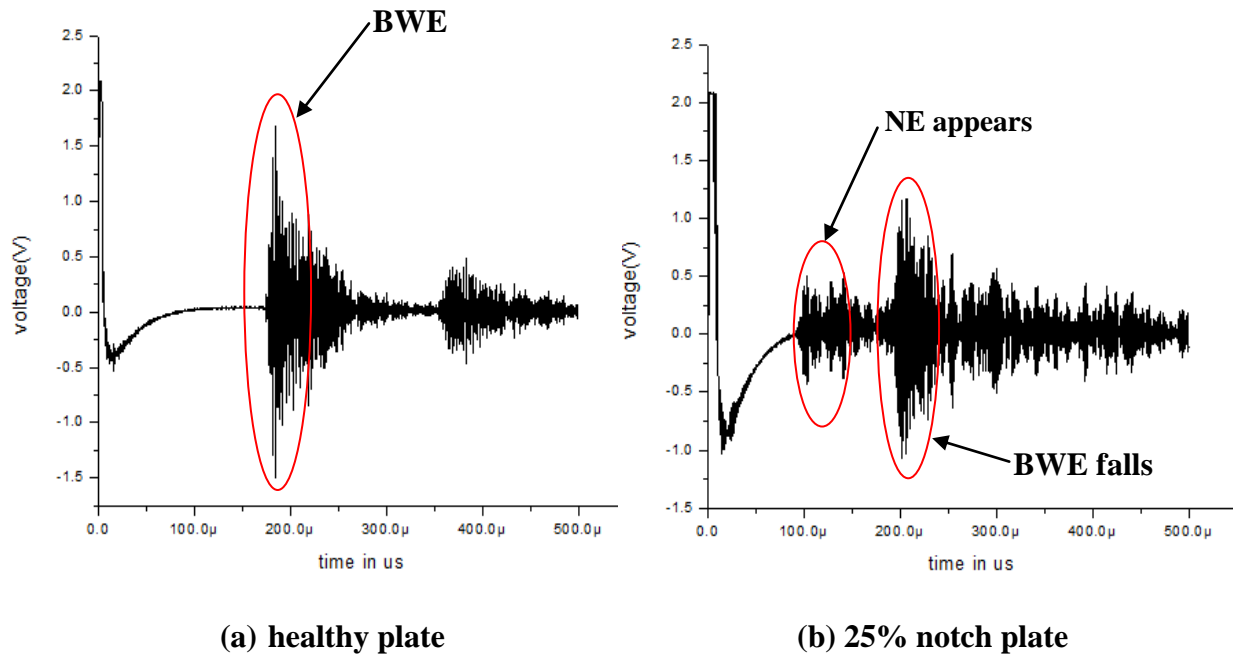 BWE
2.5
2.0
1.5
1.0
0.5
0.0
-0.5
-1.0
-1.5
voltage(V)
0.0 100.0µ 200.0µ 300.0µ 400.0µ 500.0µ
time in us
(a) healthy plate
NE appears
BWE falls
2.5
2.0
1.5
1.0
0.5
0.0
-0.5
-1.0
-1.5
voltage(V)
0.0 100.0µ 200.0µ 300.0µ 400.0µ 500.0µ
time in us
(b) 25% notch plate